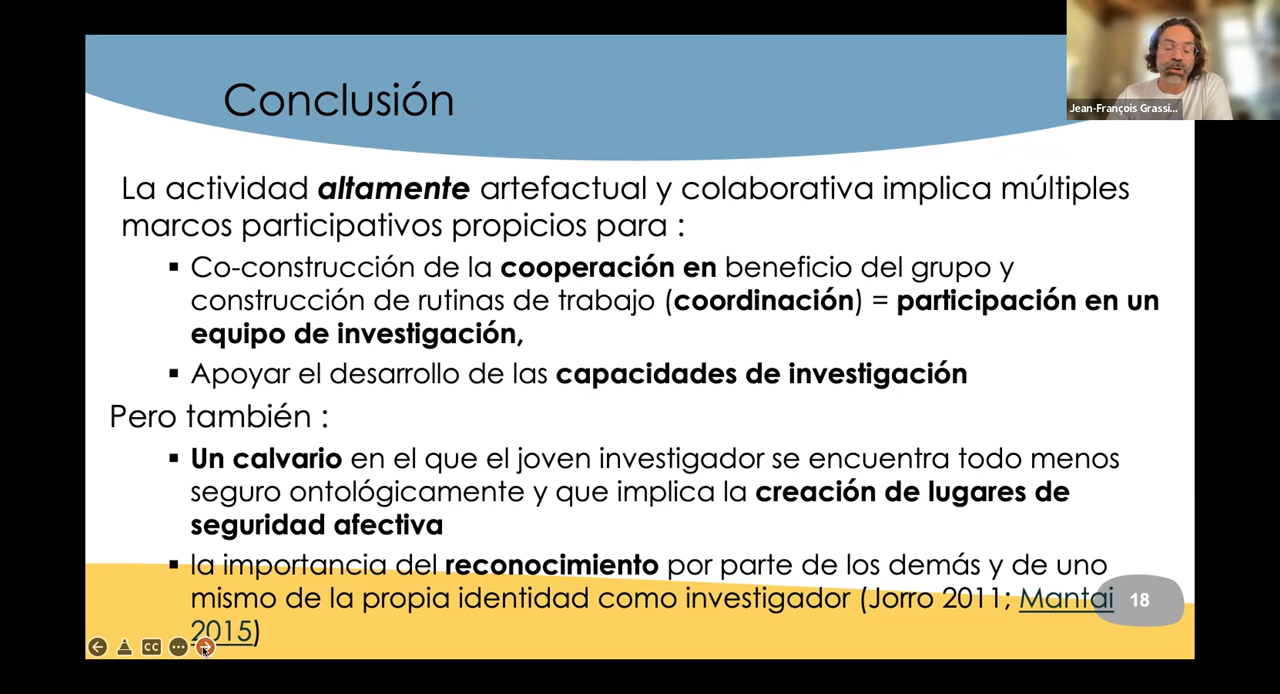 Conclusión
Jean-François Grassi...
La actividad altamente artefactual y colaborativa implica múltiples
marcos participativos propicios para :
▪ Co-construcción de la cooperación en beneficio del grupo y
construcción de rutinas de trabajo (coordinación) = participación en un
equipo de investigación,
▪ Apoyar el desarrollo de las capacidades de investigación
Pero también :
▪ Un calvario en el que el joven investigador se encuentra todo menos
seguro ontológicamente y que implica la creación de lugares de
seguridad afectiva
▪ la importancia del reconocimiento por parte de los demás y de uno
mismo de la propia identidad como investigador (Jorro 2011; Mantai
2015)
18
CC